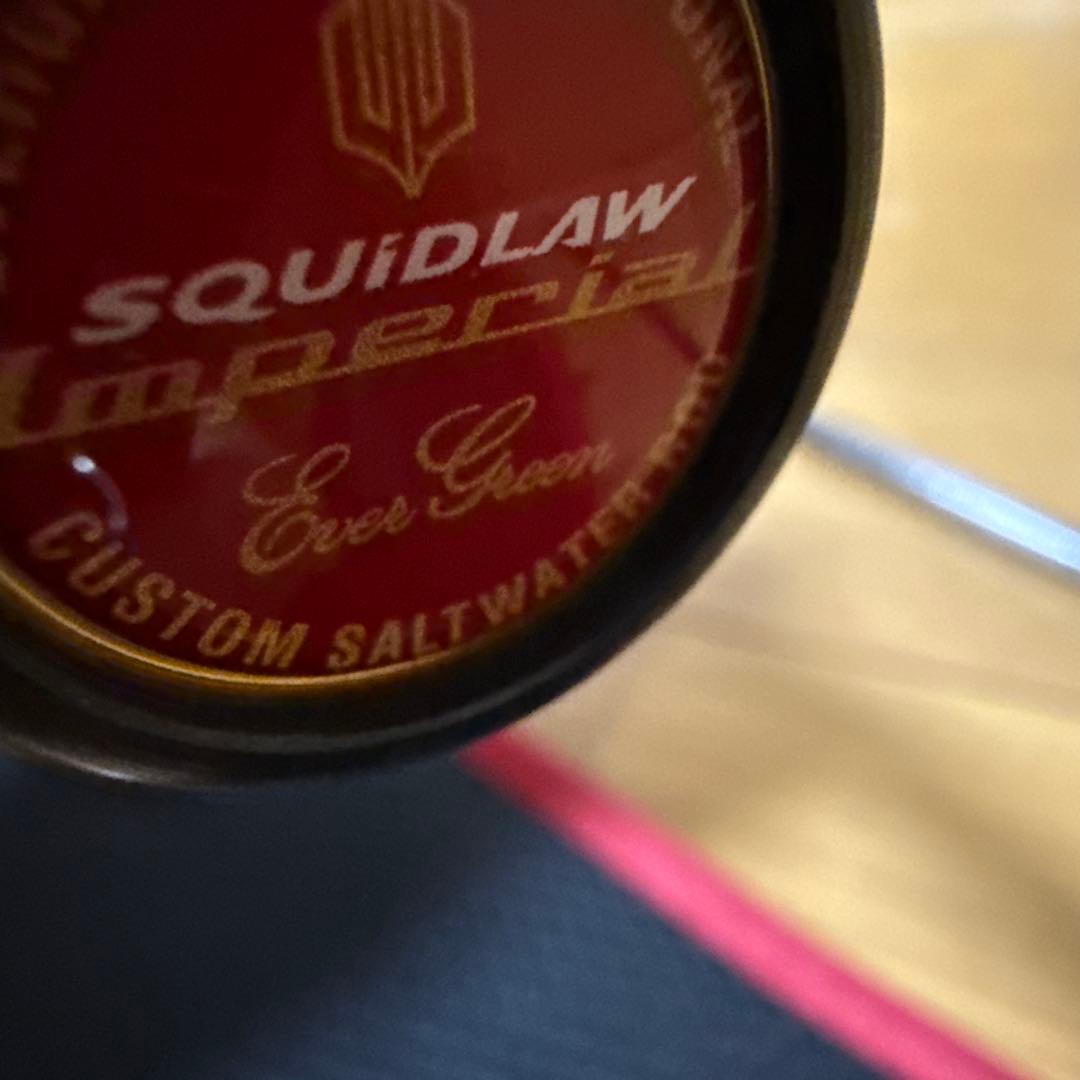 SQUiDLAW
Imperial
Ever Green
CUSTOM SALTWATER